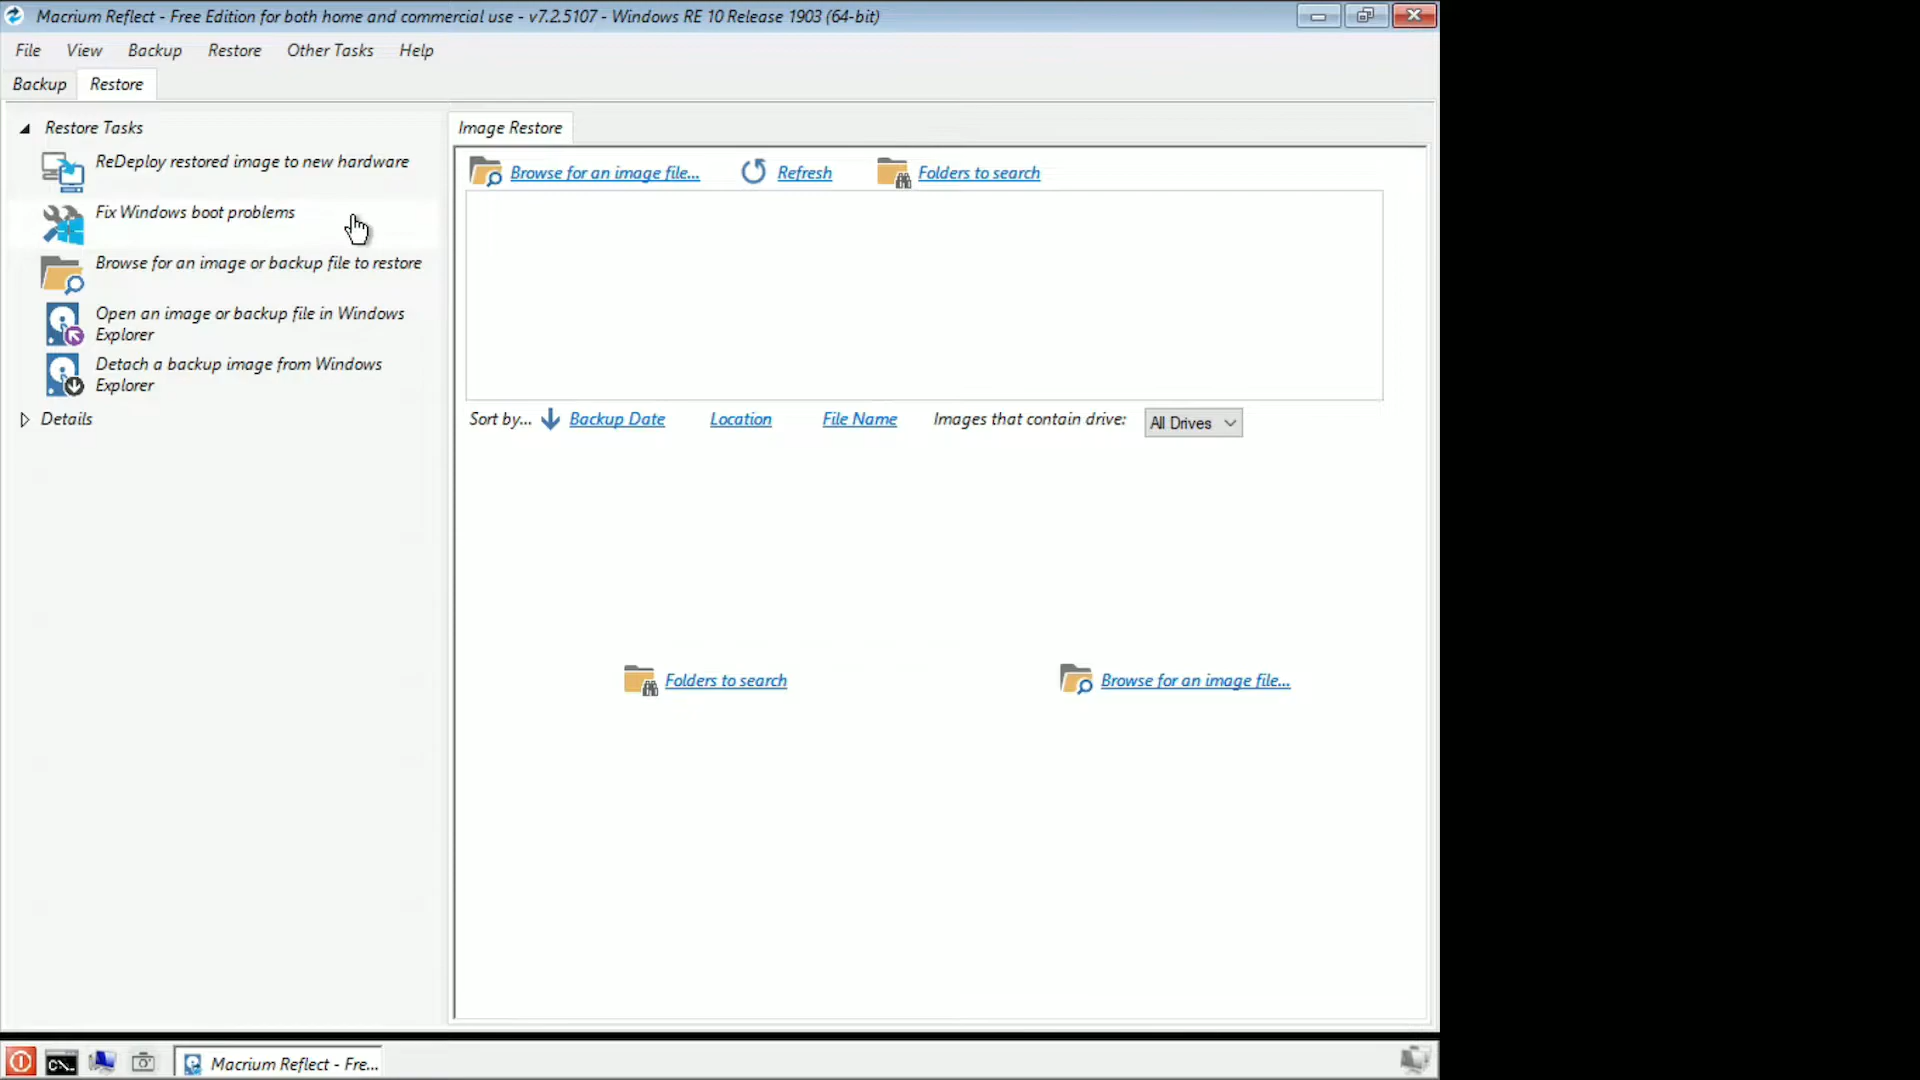 Macrium Reflect - Free Edition for both home and commercial use - v7.2.5107 - Windows RE 10 Release 1903 (64-bit)
File View Backup Restore Other Tasks Help
Backup Restore
Restore Tasks
ReDeploy restored image to new hardware
Fix Windows boot problems
Browse for an image or backup file to restore
Open an image or backup file in Windows
Explorer
Detach a backup image from Windows
Explorer
Details
Image Restore
Browse for an image file... Refresh Folders to search
Sort by... Backup Date Location File Name Images that contain drive: All Drives
Folders to search Browse for an image file...
C:\. Macrium Reflect - Fre...